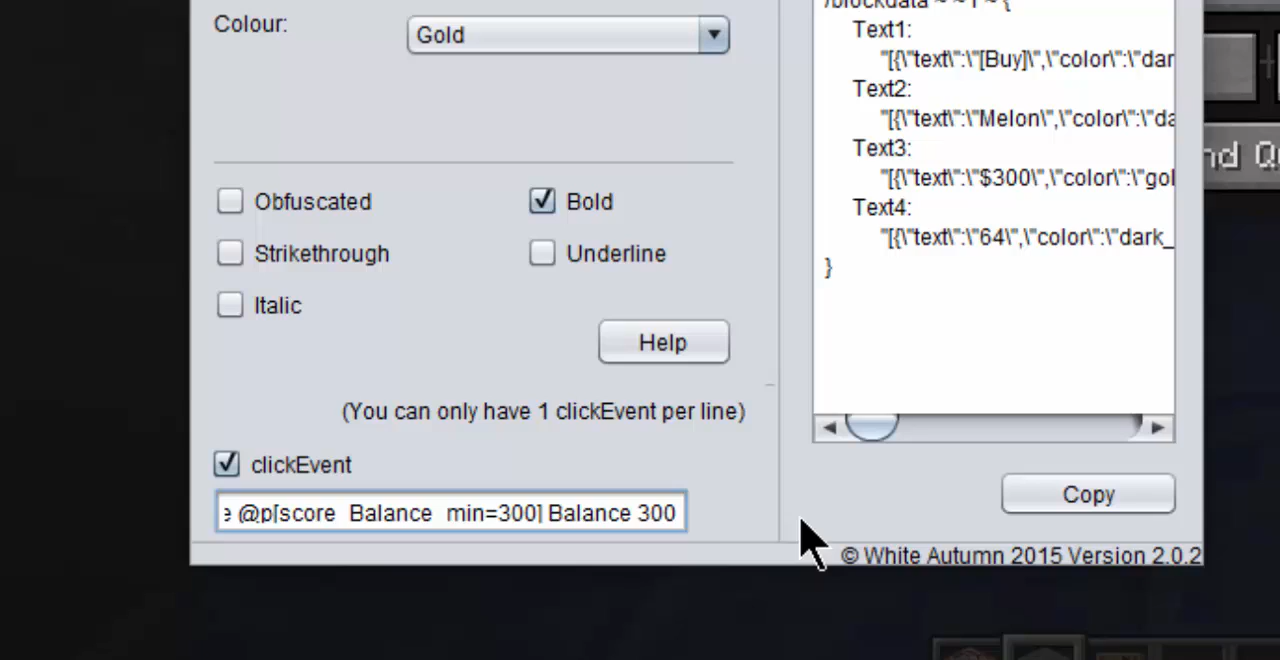 Colour:
Gold
Obfuscated
Bold
Strikethrough
Underline
Italic
Help
(You can only have 1 clickEvent per line)
clickEvent
@p[score_Balance_min=300] Balance 300
/blockdata ~ ~1 ~ {
Text1:
"[{\"text\":\"[Buy]\",\"color\":\"dar
Text2:
"[{\"text\":\"Melon\",\"color\":\"da
Text3:
"[{\"text\":\"$300\",\"color\":\"gol
Text4:
"[{\"text\":\"64\",\"color\":\"dark_
}
Copy
© White Autumn 2015 Version 2.0.2